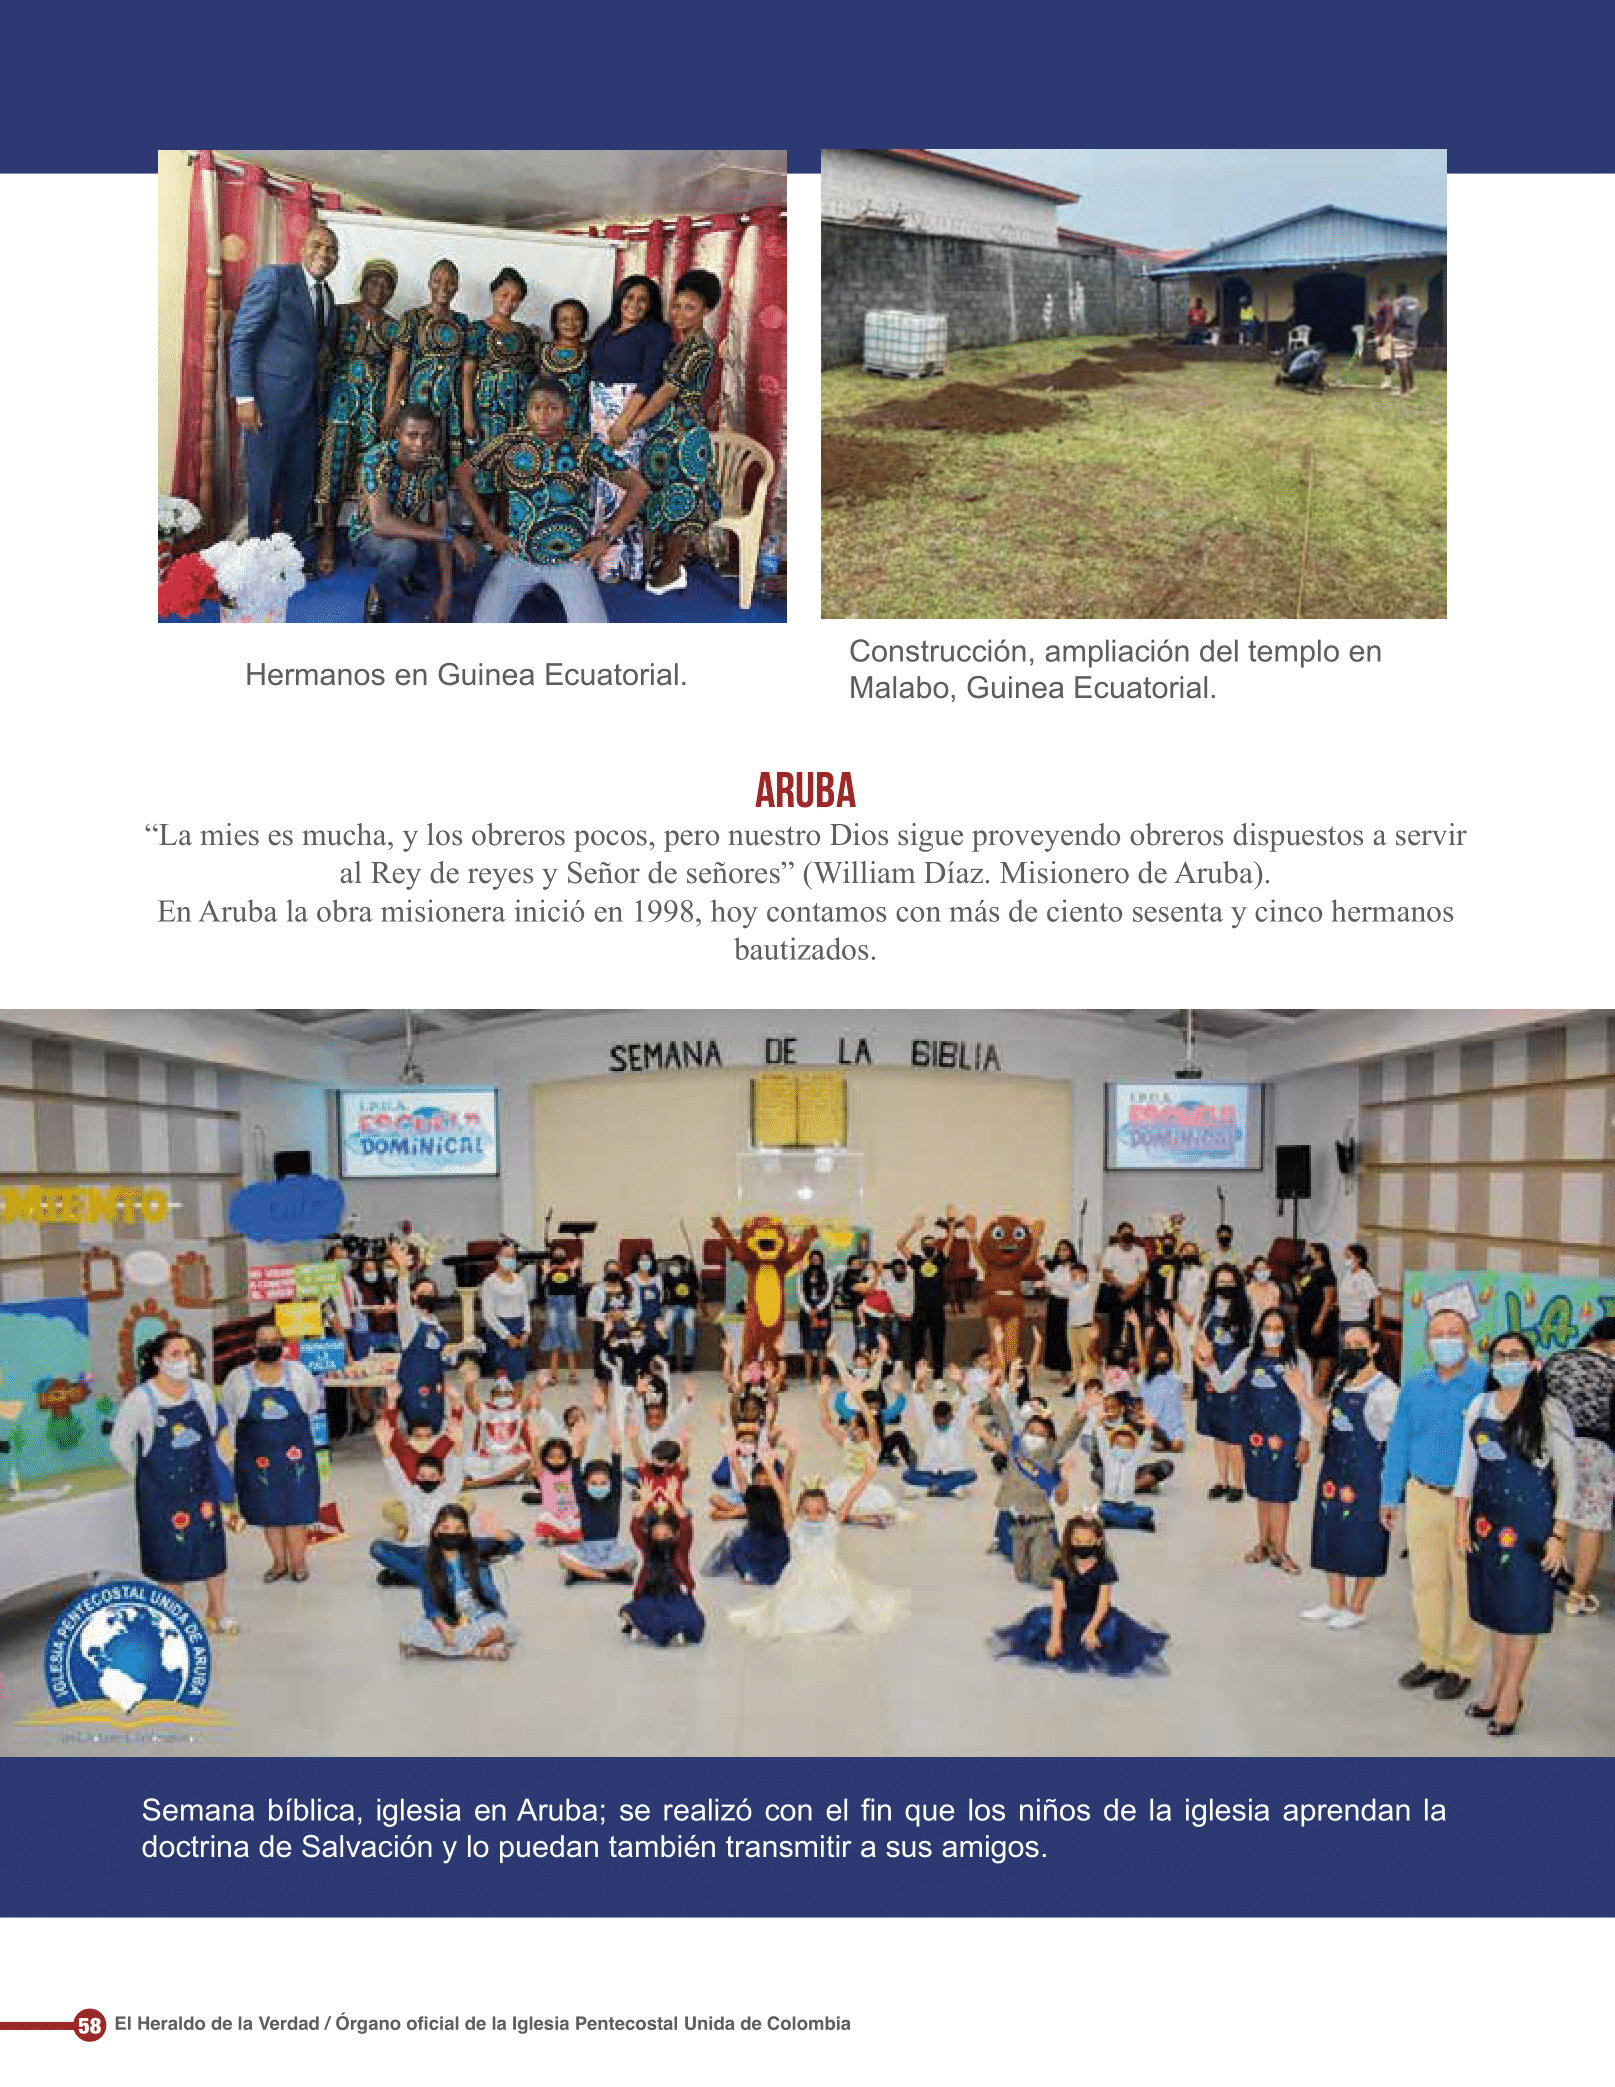 Hermanos en Guinea Ecuatorial.
Construcción, ampliación del templo en
Malabo, Guinea Ecuatorial.
ARUBA
“La mies es mucha, y los obreros pocos, pero nuestro Dios sigue proveyendo obreros dispuestos a servir
al Rey de reyes y Señor de señores” (William Díaz. Misionero de Aruba).
En Aruba la obra misionera inició en 1998, hoy contamos con más de ciento sesenta y cinco hermanos
bautizados.
SEMANA DE LA BIBLIA
I.P.U.A.
ESCUELA
DOMINICAL
I.P.U.A.
ESCUELA
DOMINICAL
MIENTO
LA
IGLESIA PENTECOSTAL UNIDA DE ARUBA
Semana bíblica, iglesia en Aruba; se realizó con el fin que los niños de la iglesia aprendan la
doctrina de Salvación y lo puedan también transmitir a sus amigos.
58 El Heraldo de la Verdad / Órgano oficial de la Iglesia Pentecostal Unida de Colombia